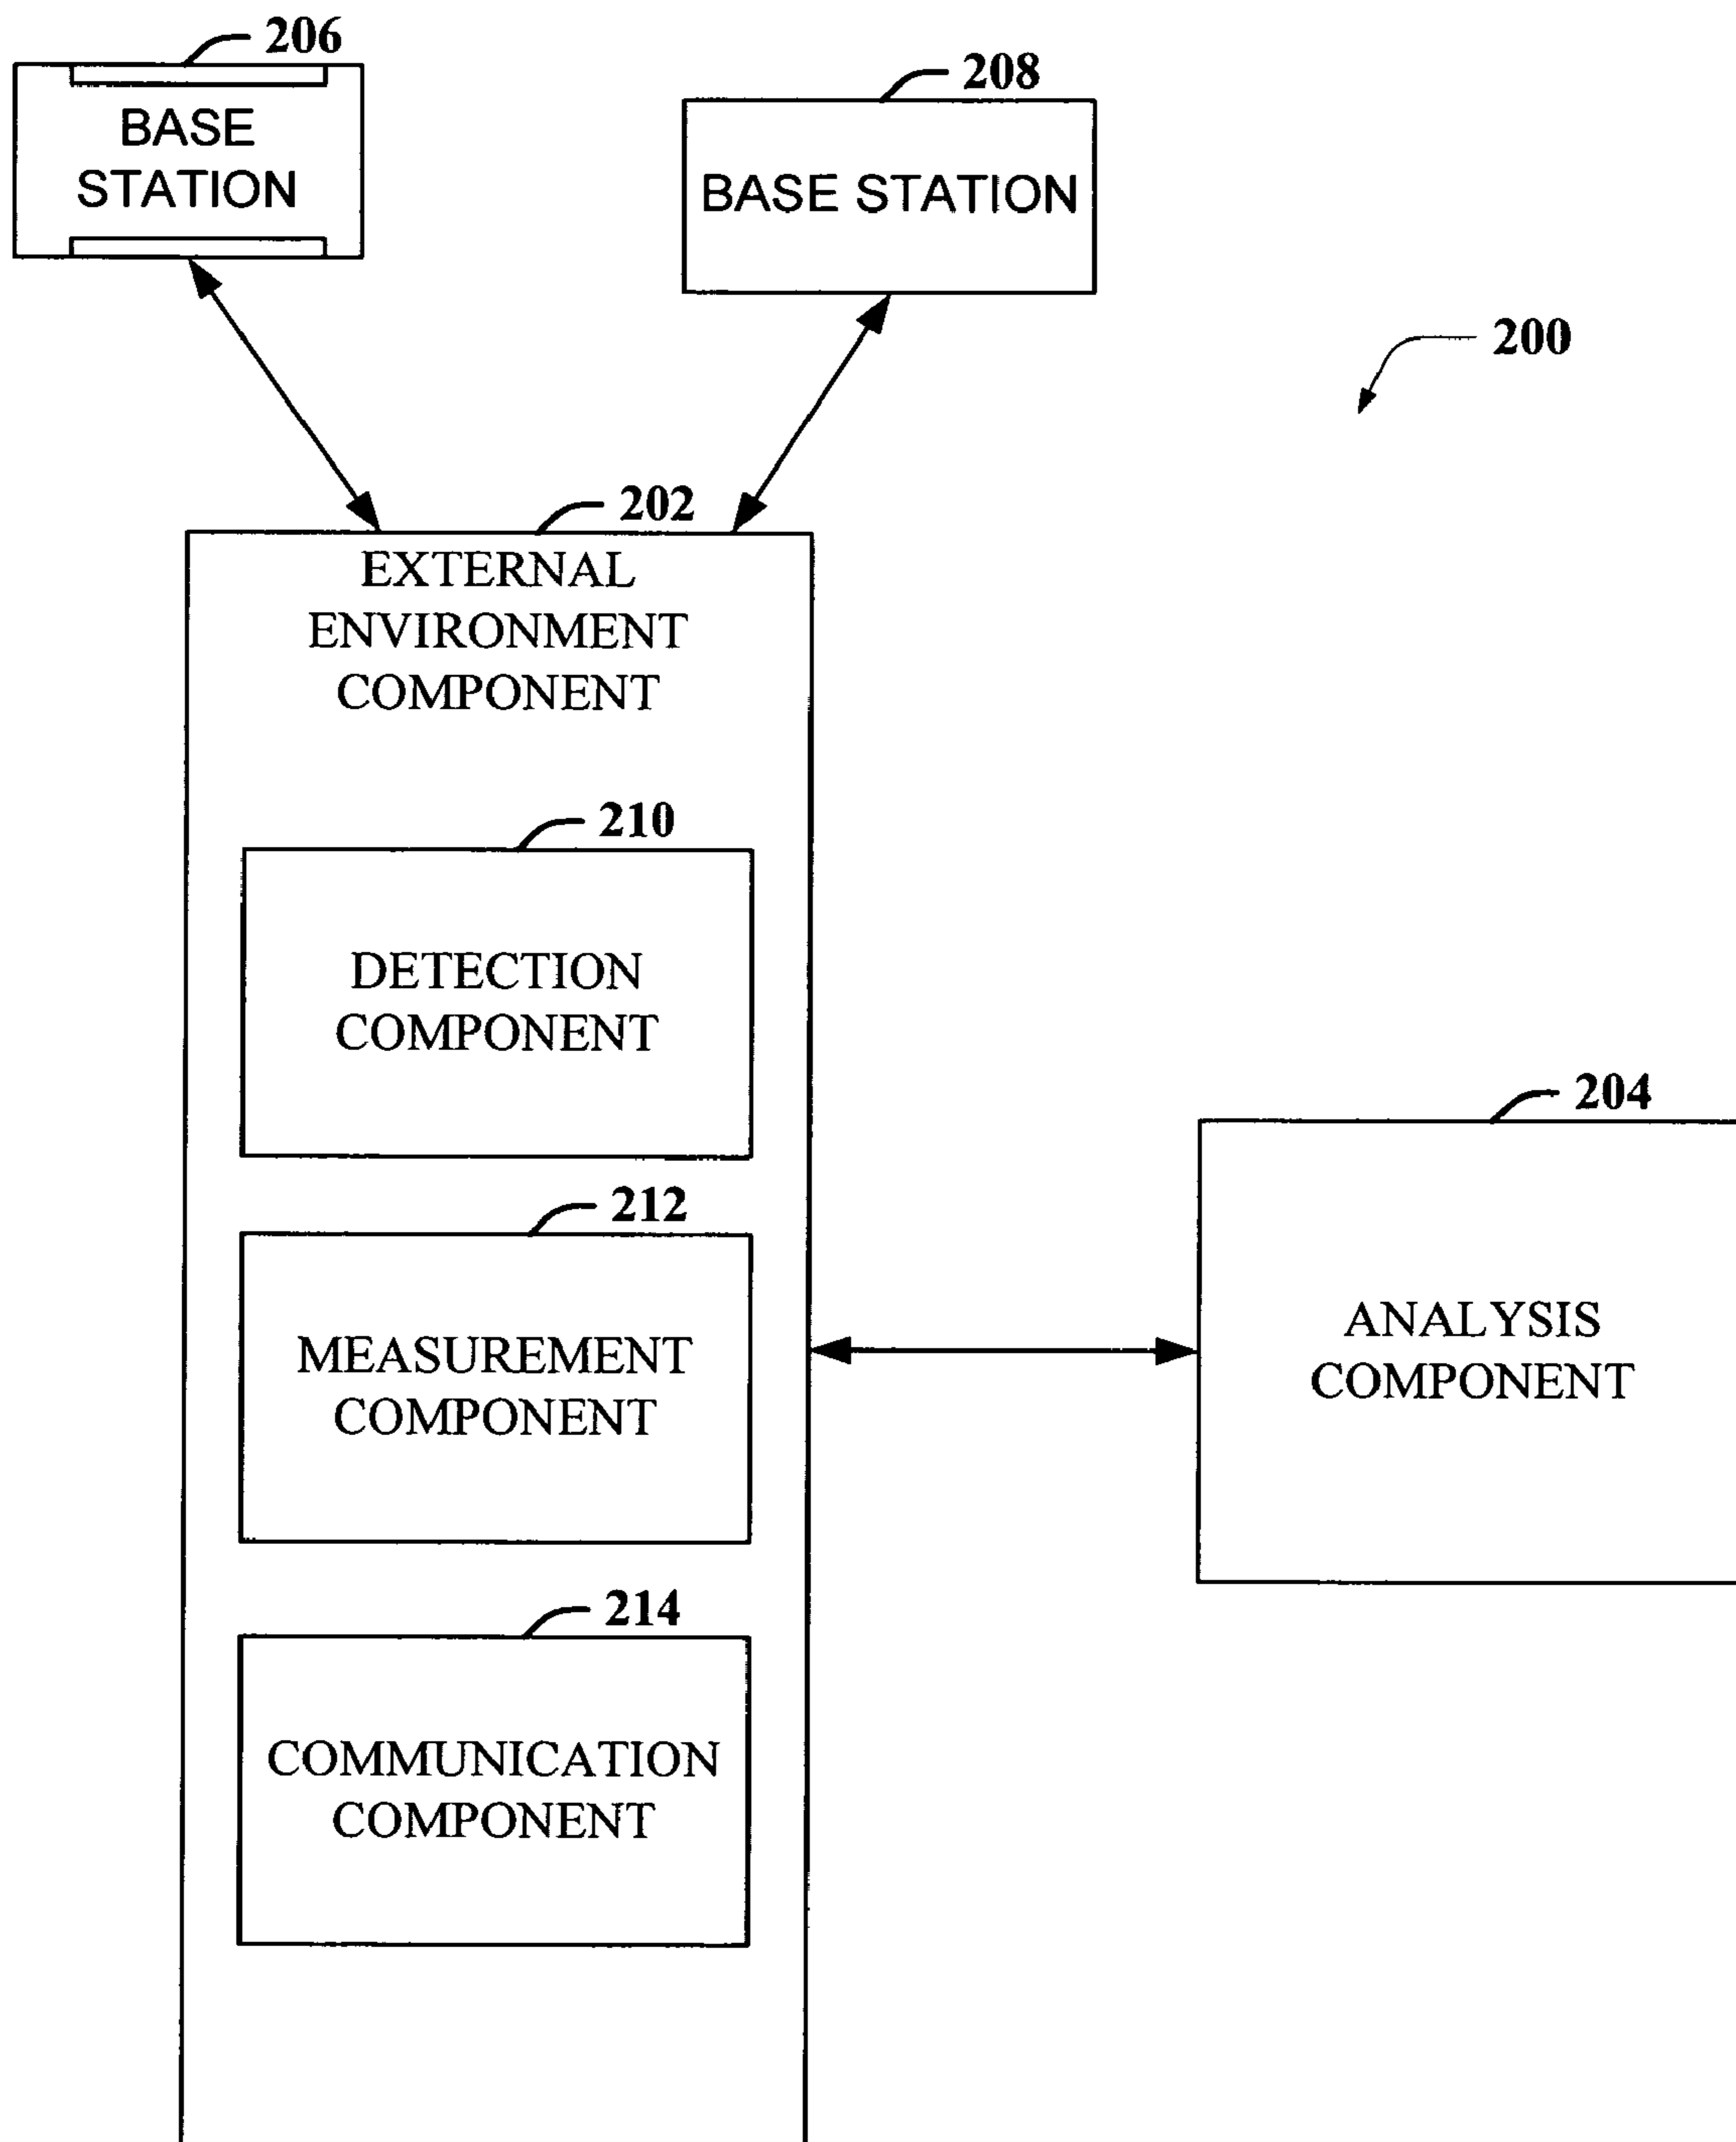 206
BASE
STATION
208
BASE STATION
200
202
EXTERNAL
ENVIRONMENT
COMPONENT
210
DETECTION
COMPONENT
204
ANALYSIS
COMPONENT
212
MEASUREMENT
COMPONENT
214
COMMUNICATION
COMPONENT